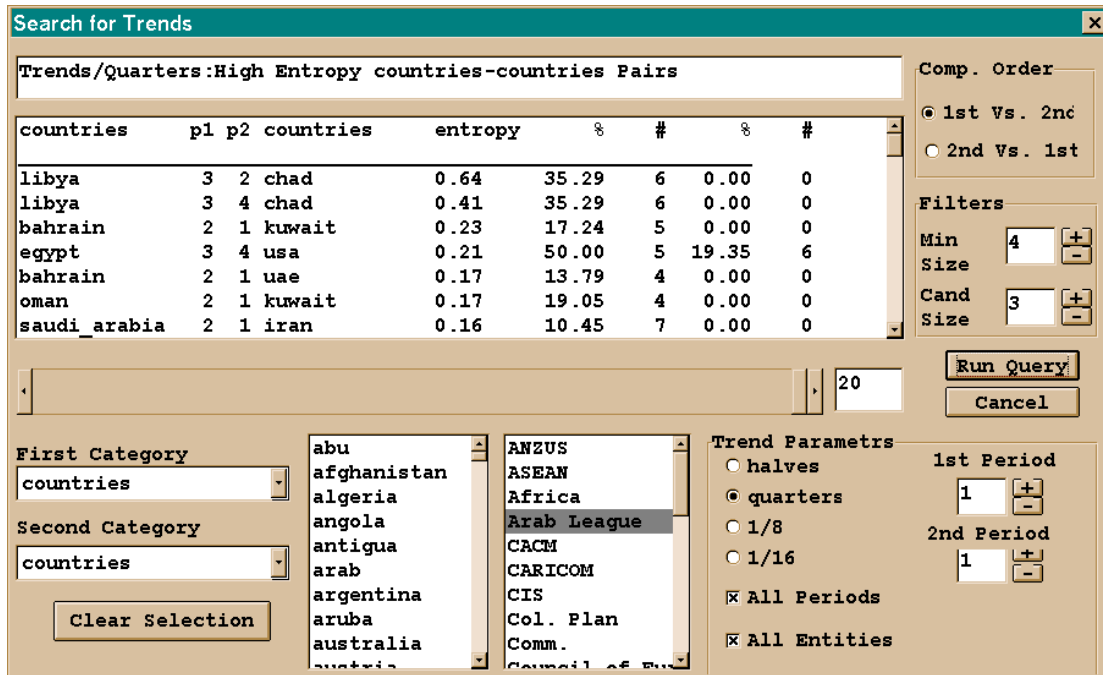 Search for Trends
Trends/Quarters:High Entropy countries-countries Pairs
countries p1 p2 countries entropy % # % #
libya 3 2 chad 0.64 35.29 6 0.00 0
libya 3 4 chad 0.41 35.29 6 0.00 0
bahrain 2 1 kuwait 0.23 17.24 5 0.00 0
egypt 3 4 usa 0.21 50.00 5 19.35 6
bahrain 2 1 uae 0.17 13.79 4 0.00 0
oman 2 1 kuwait 0.17 19.05 4 0.00 0
saudi_arabia 2 1 iran 0.16 10.45 7 0.00 0
Comp. Order
1st Vs. 2nd
2nd Vs. 1st
Filters
Min Size 4 + -
Cand Size 3 + -
20
Run Query
Cancel
First Category
countries
Second Category
countries
Clear Selection
abu
afghanistan
algeria
angola
antigua
arab
argentina
aruba
australia
austria
ANZUS
ASEAN
Africa
Arab League
CACM
CARICOM
CIS
Col. Plan
Comm.
Council of Eu
Trend Parametrs
halves
quarters
1/8
1/16
All Periods
All Entities
1st Period
1 + -
2nd Period
1 + -